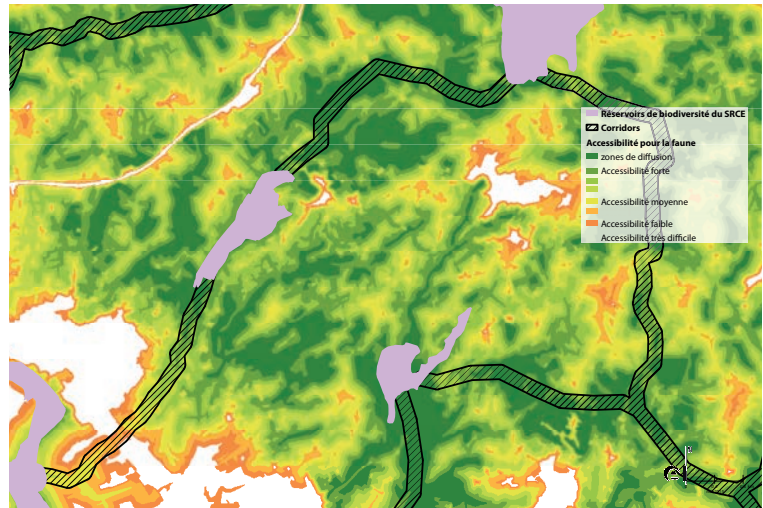 Réservoirs de biodiversité du SRCE
Corridors
Accessibilité pour la faune
zones de diffusion
Accessibilité forte
Accessibilité moyenne
Accessibilité faible
Accessibilité très difficile